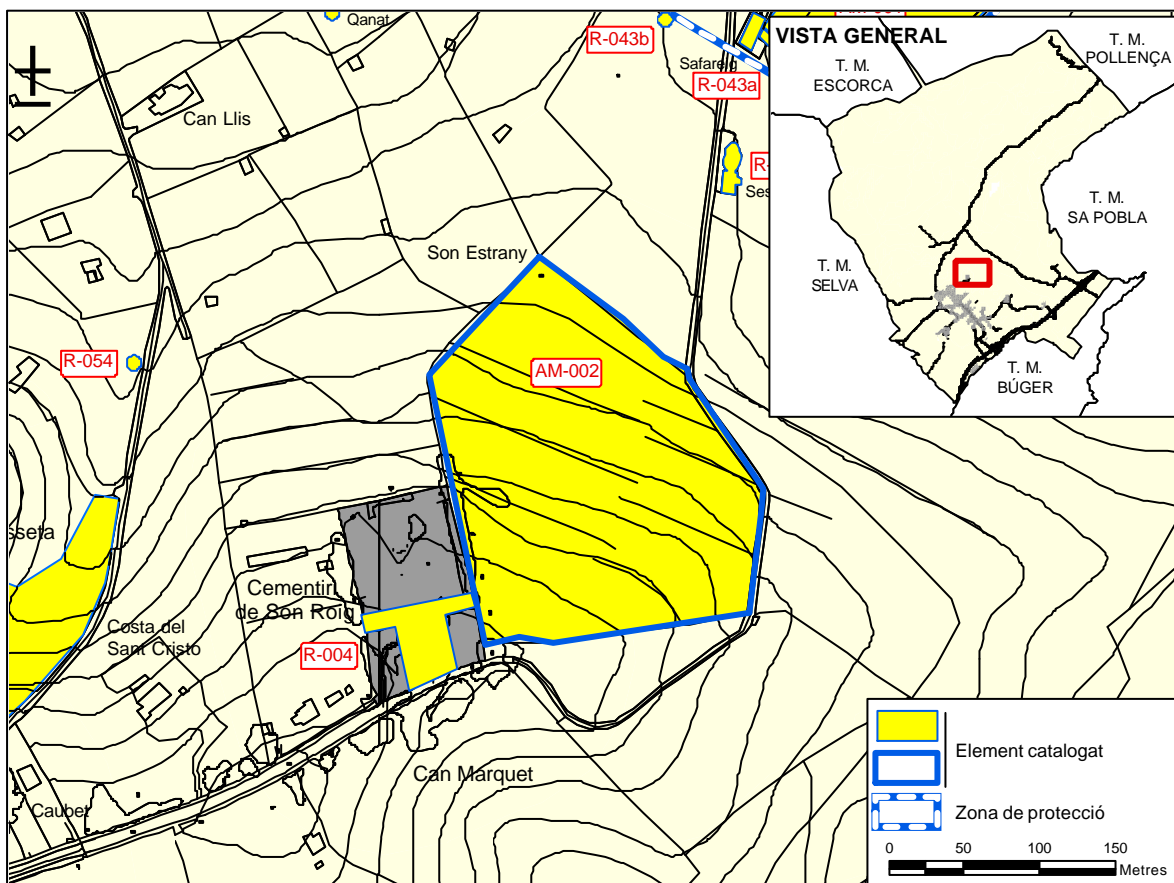 Qanat
R-043b
Safareig
R-043a
Can Llis
Son Estrany
R-054
AM-002
Cementiri
de Son Roig
Costa del
Sant Cristo
R-004
Can Marquet
Caubet
VISTA GENERAL
T. M.
POLLENÇA
T. M.
ESCORCA
T. M.
SA POBLA
T. M.
SELVA
T. M.
BÚGER
Element catalogat
Zona de protecció
0 50 100 150
Metres